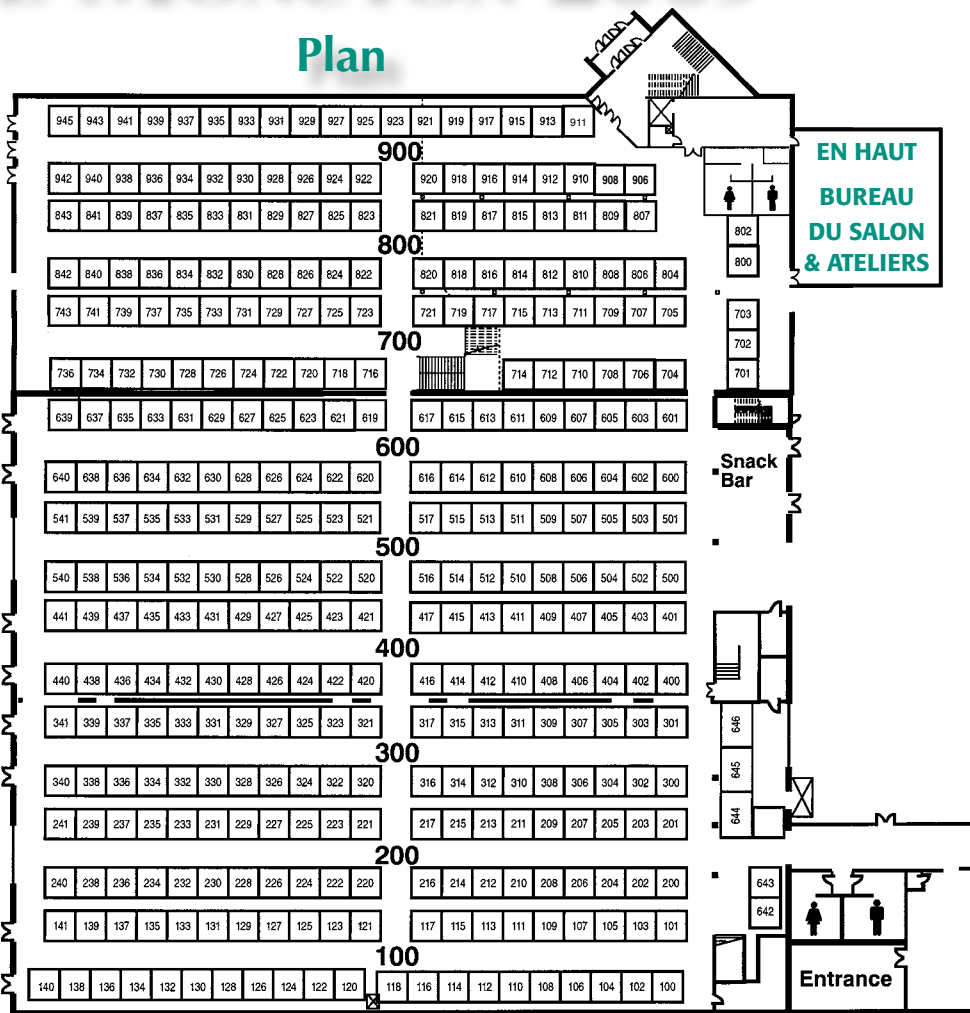 Plan
945 943 941 939 937 935 933 931 929 927 925 923 921 919 917 915 913 911
900
EN HAUT
BUREAU
DU SALON
& ATELIERS
942 940 938 936 934 932 930 928 926 924 922 920 918 916 914 912 910 908 906
843 841 839 837 835 833 831 829 827 825 823 821 819 817 815 813 811 809 807
802
800
800
842 840 838 836 834 832 830 828 826 824 822 820 818 816 814 812 810 808 806 804
743 741 739 737 735 733 731 729 727 725 723 721 719 717 715 713 711 709 707 705
703
702
701
700
736 734 732 730 728 726 724 722 720 718 716 714 712 710 708 706 704
639 637 635 633 631 629 627 625 623 621 619 617 615 613 611 609 607 605 603 601
600
Snack
Bar
640 638 636 634 632 630 628 626 624 622 620 616 614 612 610 608 606 604 602 600
541 539 537 535 533 531 529 527 525 523 521 517 515 513 511 509 507 505 503 501
500
540 538 536 534 532 530 528 526 524 522 520 516 514 512 510 508 506 504 502 500
441 439 437 435 433 431 429 427 425 423 421 417 415 413 411 409 407 405 403 401
400
440 438 436 434 432 430 428 426 424 422 420 416 414 412 410 408 406 404 402 400
341 339 337 335 333 331 329 327 325 323 321 317 315 313 311 309 307 305 303 301
646
645
644
300
340 338 336 334 332 330 328 326 324 322 320 316 314 312 310 308 306 304 302 300
241 239 237 235 233 231 229 227 225 223 221 217 215 213 211 209 207 205 203 201
200
240 238 236 234 232 230 228 226 224 222 220 216 214 212 210 208 206 204 202 200
643
642
141 139 137 135 133 131 129 127 125 123 121 117 115 113 111 109 107 105 103 101
100
140 138 136 134 132 130 128 126 124 122 120 118 116 114 112 110 108 106 104 102 100
Entrance